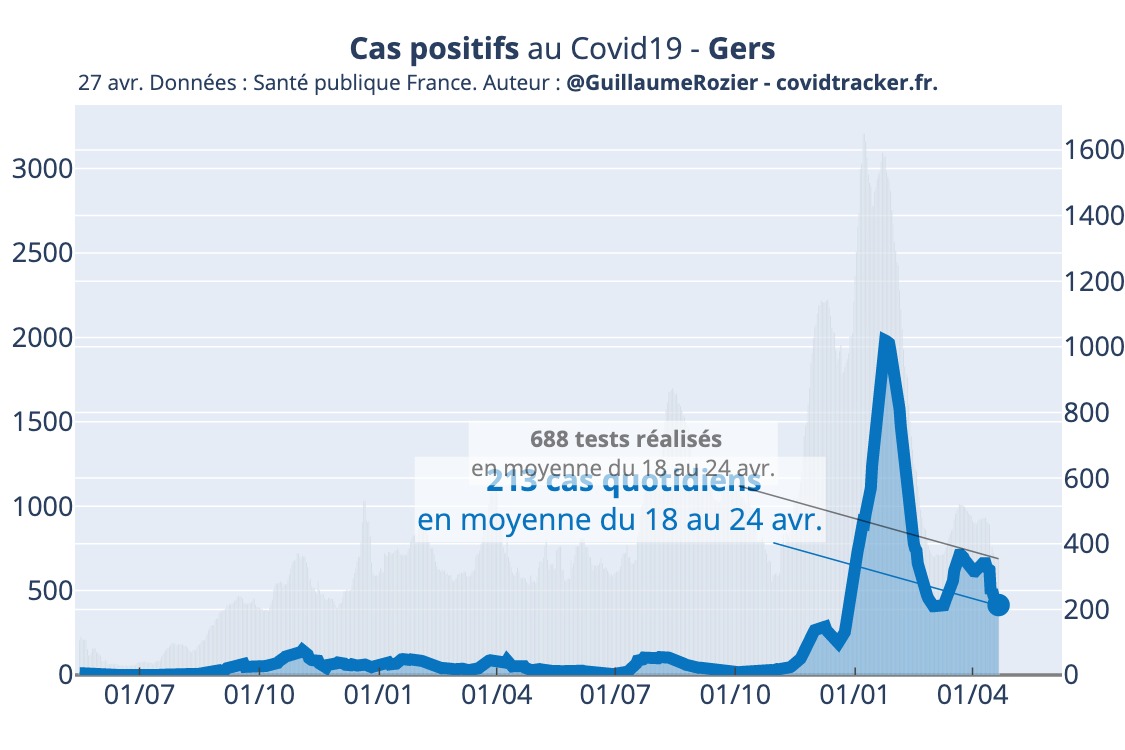 Cas positifs au Covid19 - Gers
27 avr. Données : Santé publique France. Auteur : @GuillaumeRozier - covidtracker.fr.
3000
2500
2000
1500
1000
500
0
1600
1400
1200
1000
800
600
400
200
0
688 tests réalisés
en moyenne du 18 au 24 avr.
213 cas quotidiens
en moyenne du 18 au 24 avr.
01/07 01/10 01/01 01/04 01/07 01/10 01/01 01/04